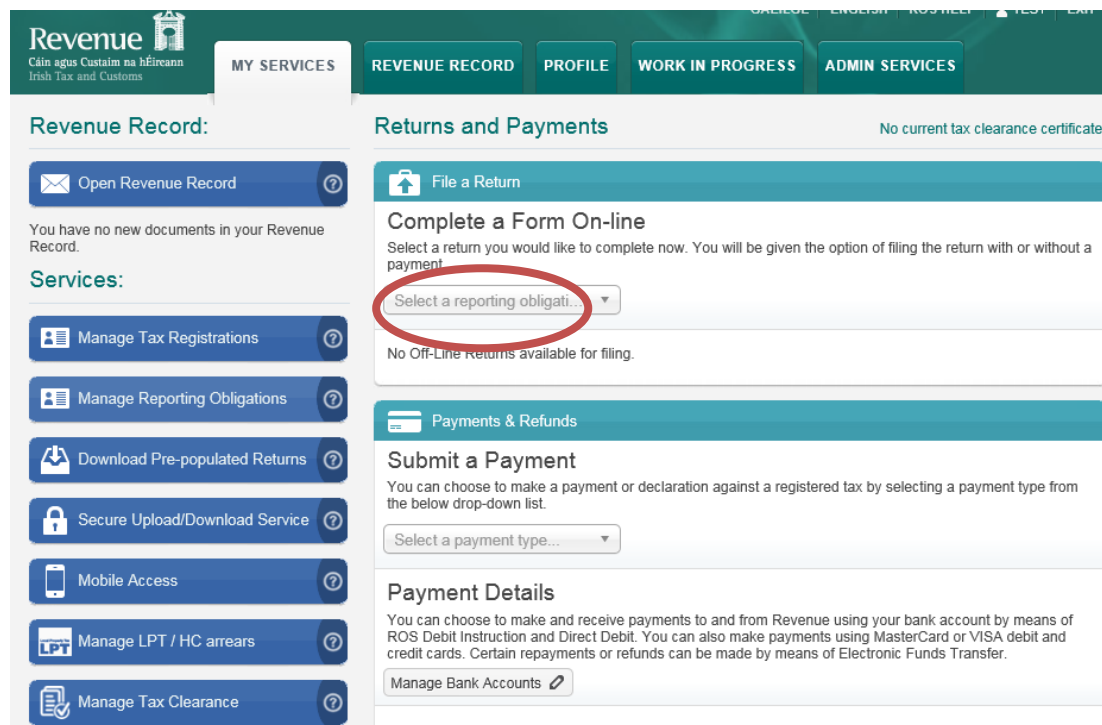 GAEILGE ENGLISH ROS HELP TEST EXIT
Revenue
Cáin agus Custaim na hÉireann
Irish Tax and Customs
MY SERVICES
REVENUE RECORD
PROFILE
WORK IN PROGRESS
ADMIN SERVICES
Revenue Record:
Open Revenue Record
?
You have no new documents in your Revenue
Record.
Services:
Manage Tax Registrations
?
Manage Reporting Obligations
?
Download Pre-populated Returns
?
Secure Upload/Download Service
?
Mobile Access
?
LPT
Manage LPT / HC arrears
?
Manage Tax Clearance
?
Returns and Payments
No current tax clearance certificate
File a Return
Complete a Form On-line
Select a return you would like to complete now. You will be given the option of filing the return with or without a
payment
Select a reporting obligati...
No Off-Line Returns available for filing.
Payments & Refunds
Submit a Payment
You can choose to make a payment or declaration against a registered tax by selecting a payment type from
the below drop-down list.
Select a payment type...
Payment Details
You can choose to make and receive payments to and from Revenue using your bank account by means of
ROS Debit Instruction and Direct Debit. You can also make payments using MasterCard or VISA debit and
credit cards. Certain repayments or refunds can be made by means of Electronic Funds Transfer.
Manage Bank Accounts